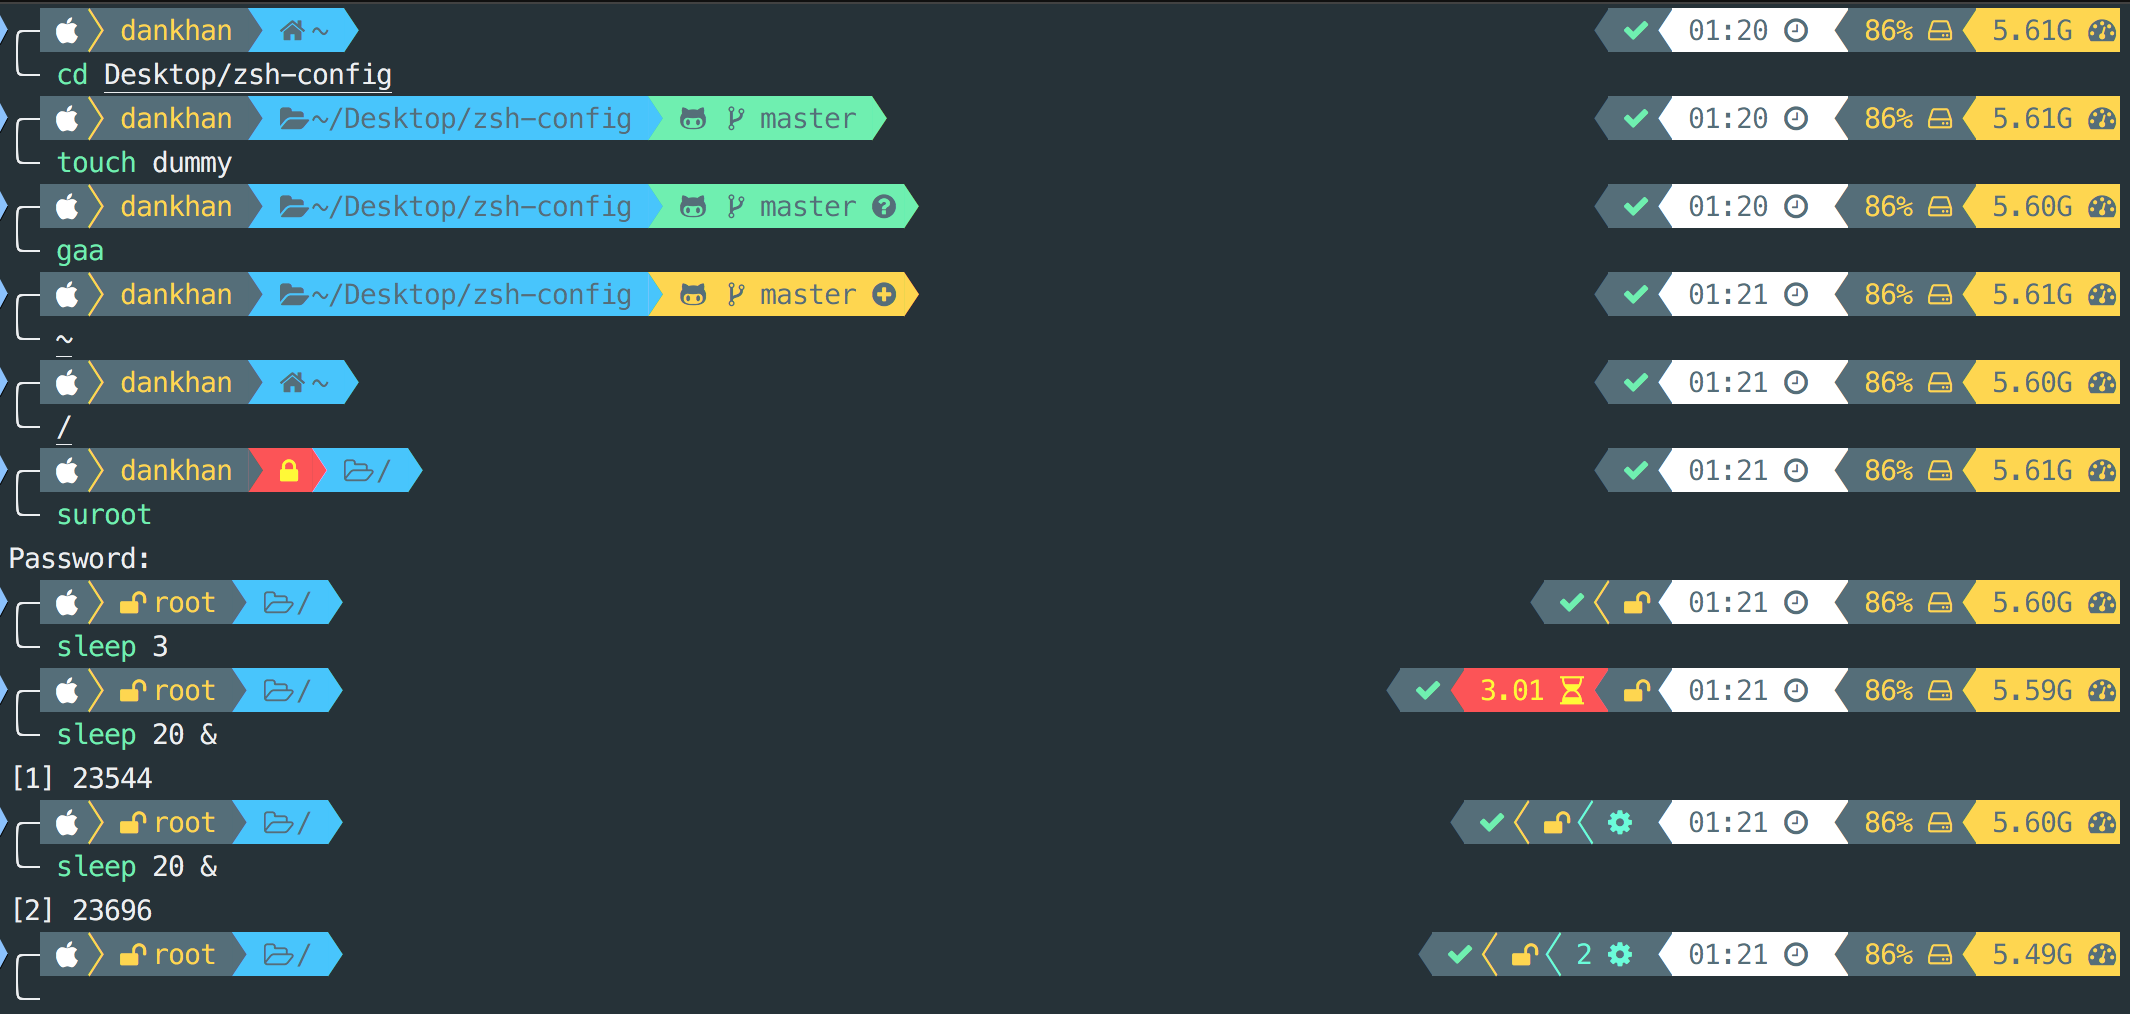 dankhan ~ 01:20 86% 5.61G
cd Desktop/zsh-config
dankhan ~/Desktop/zsh-config master 01:20 86% 5.61G
touch dummy
dankhan ~/Desktop/zsh-config master ? 01:20 86% 5.60G
gaa
dankhan ~/Desktop/zsh-config master + 01:21 86% 5.61G
~
dankhan ~ 01:21 86% 5.60G
/
dankhan / 01:21 86% 5.61G
suroot
Password:
root / 01:21 86% 5.60G
sleep 3
root / 3.01 01:21 86% 5.59G
sleep 20 &
[1] 23544
root / 01:21 86% 5.60G
sleep 20 &
[2] 23696
root / 2 01:21 86% 5.49G